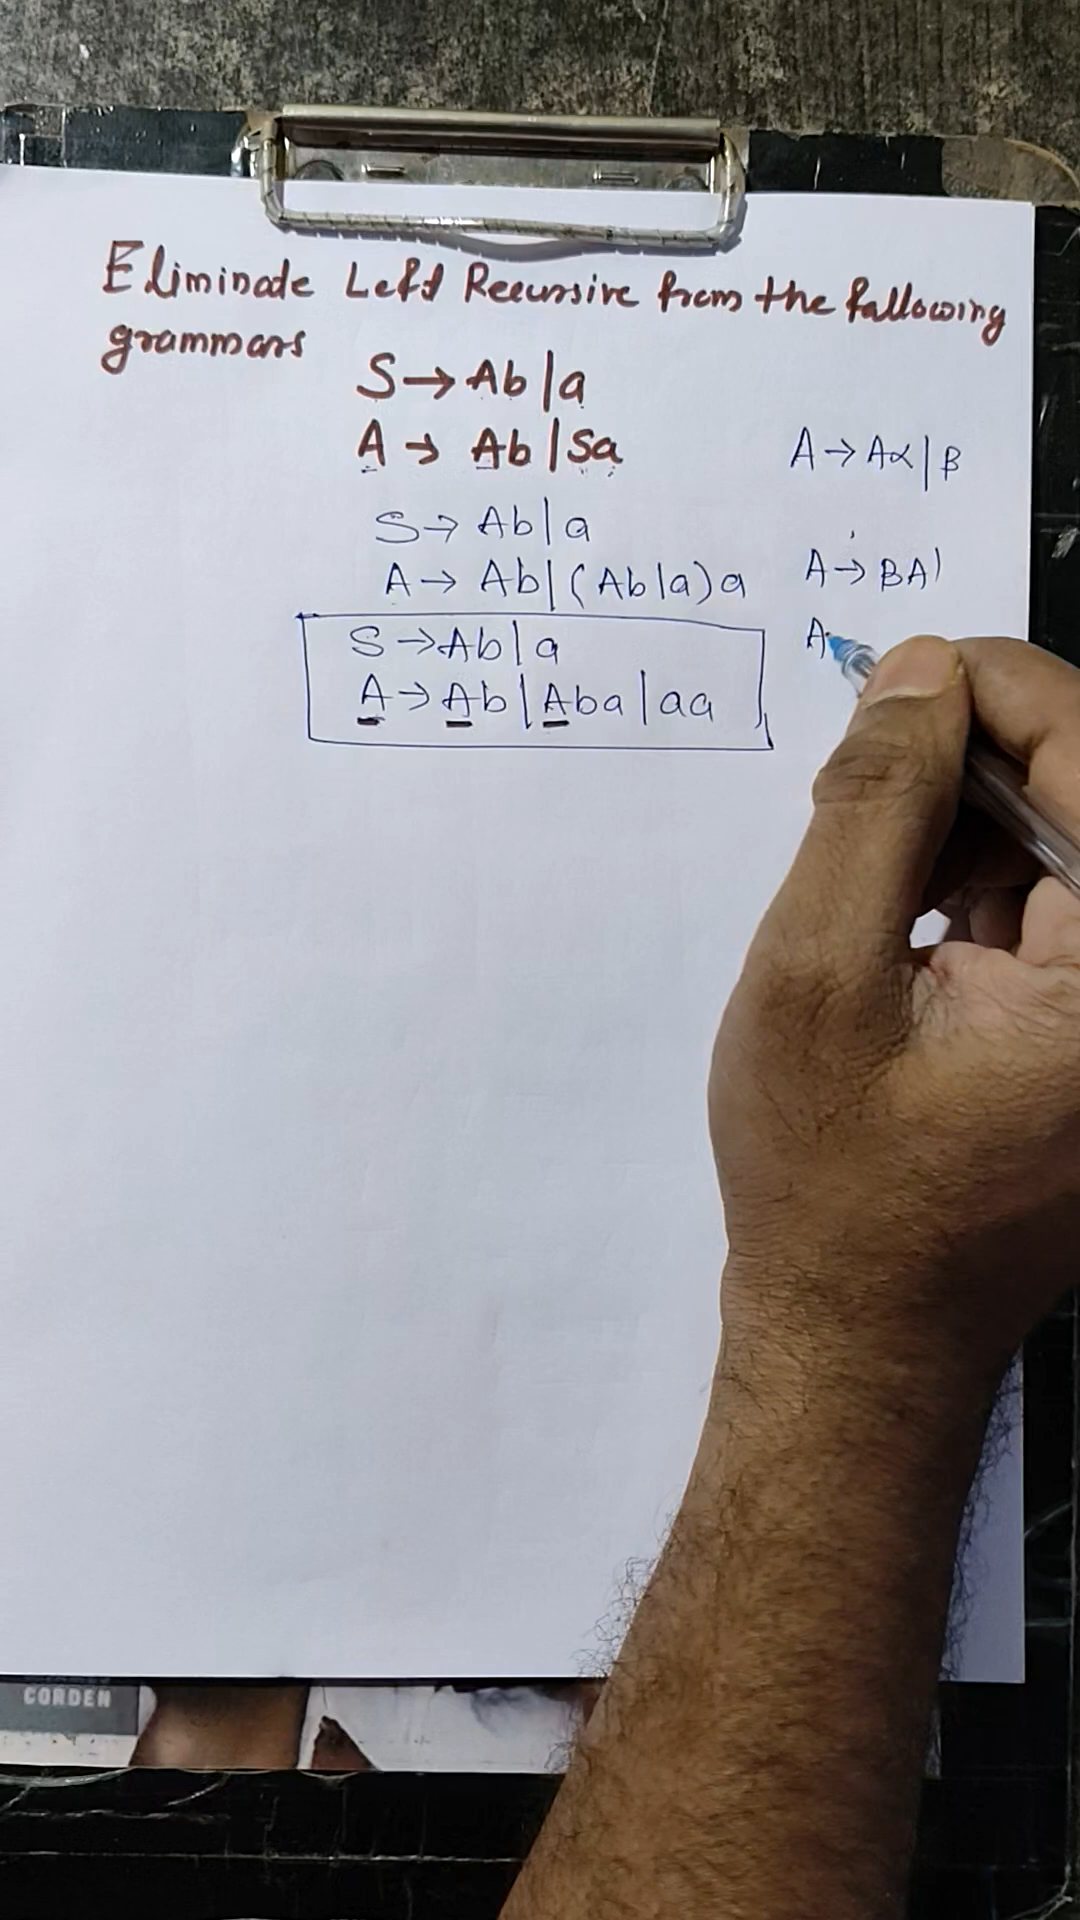 Eliminate Left Recursive from the fallowing
grammars
S → Ab | a
A → Ab | Sa
S → Ab | a
A → Ab | (Ab | a) a
S → Ab | a
A → Ab | Aba | aa
A → Aα | β
A → βA'
A
CORDEN